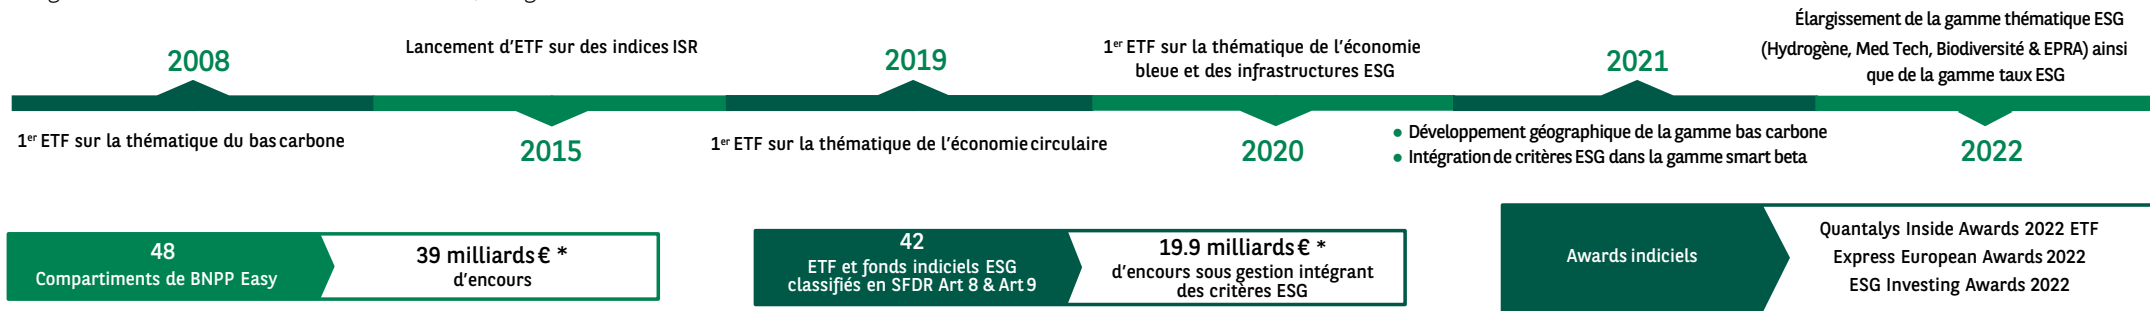 2008
1er ETF sur la thématique du bas carbone
Lancement d'ETF sur des indices ISR
2015
2019
1er ETF sur la thématique de l'économie circulaire
1er ETF sur la thématique de l'économie
bleue et des infrastructures ESG
2020
2021
● Développement géographique de la gamme bas carbone
● Intégration de critères ESG dans la gamme smart beta
Élargissement de la gamme thématique ESG
(Hydrogène, Med Tech, Biodiversité & EPRA) ainsi
que de la gamme taux ESG
2022
48
Compartiments de BNPP Easy
39 milliards € *
d'encours
42
ETF et fonds indiciels ESG
classifiés en SFDR Art 8 & Art 9
19.9 milliards € *
d'encours sous gestion intégrant
des critères ESG
Awards indiciels
Quantalys Inside Awards 2022 ETF
Express European Awards 2022
ESG Investing Awards 2022